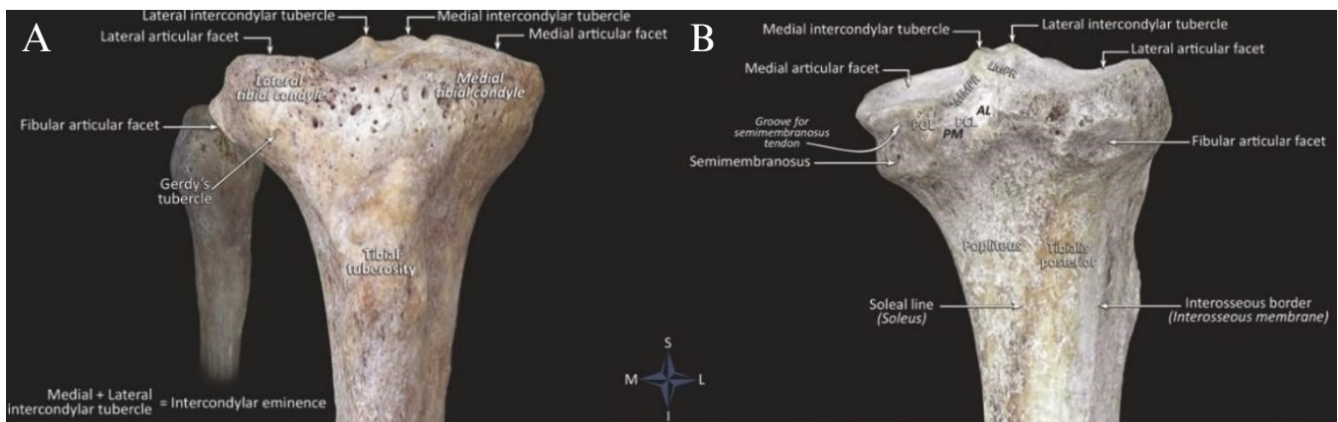 A
Lateral intercondylar tubercle
Medial intercondylar tubercle
Lateral articular facet
Medial articular facet
Lateral
tibial condyle
Medial
tibial condyle
Fibular articular facet
Gerdy's
tubercle
Tibial
tuberosity
Medial + Lateral
intercondylar tubercle
= Intercondylar eminence
S
M
L
I
B
Medial intercondylar tubercle
Lateral intercondylar tubercle
Medial articular facet
Lateral articular facet
LMPR
MMPR
AL
POL
PCL
PM
Groove for
semimembranosus
tendon
Semimembranosus
Fibular articular facet
Popliteus
Tibialis
posterior
Soleal line
(Soleus)
Interosseous border
(Interosseous membrane)